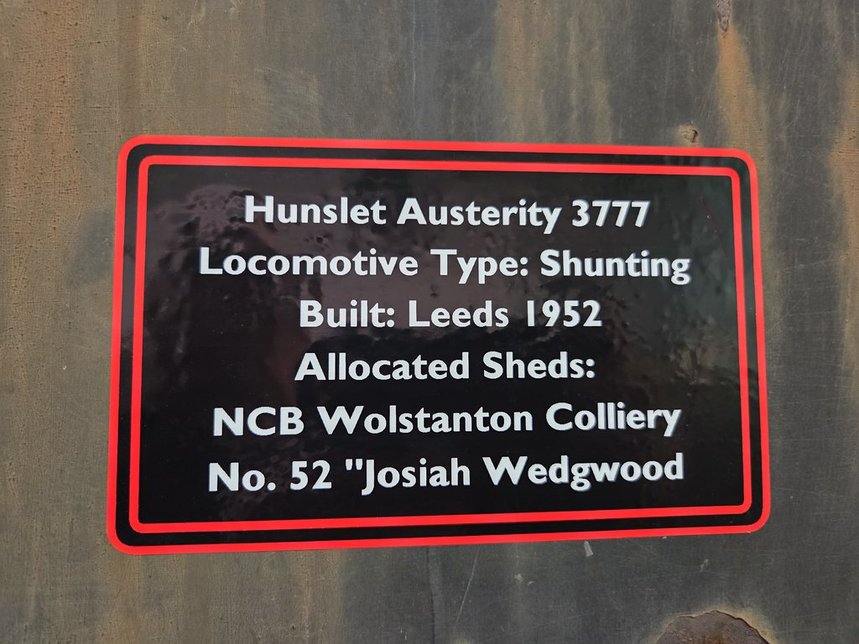 Hunslet Austerity 3777
Locomotive Type: Shunting
Built: Leeds 1952
Allocated Sheds:
NCB Wolstanton Colliery
No. 52 "Josiah Wedgwood